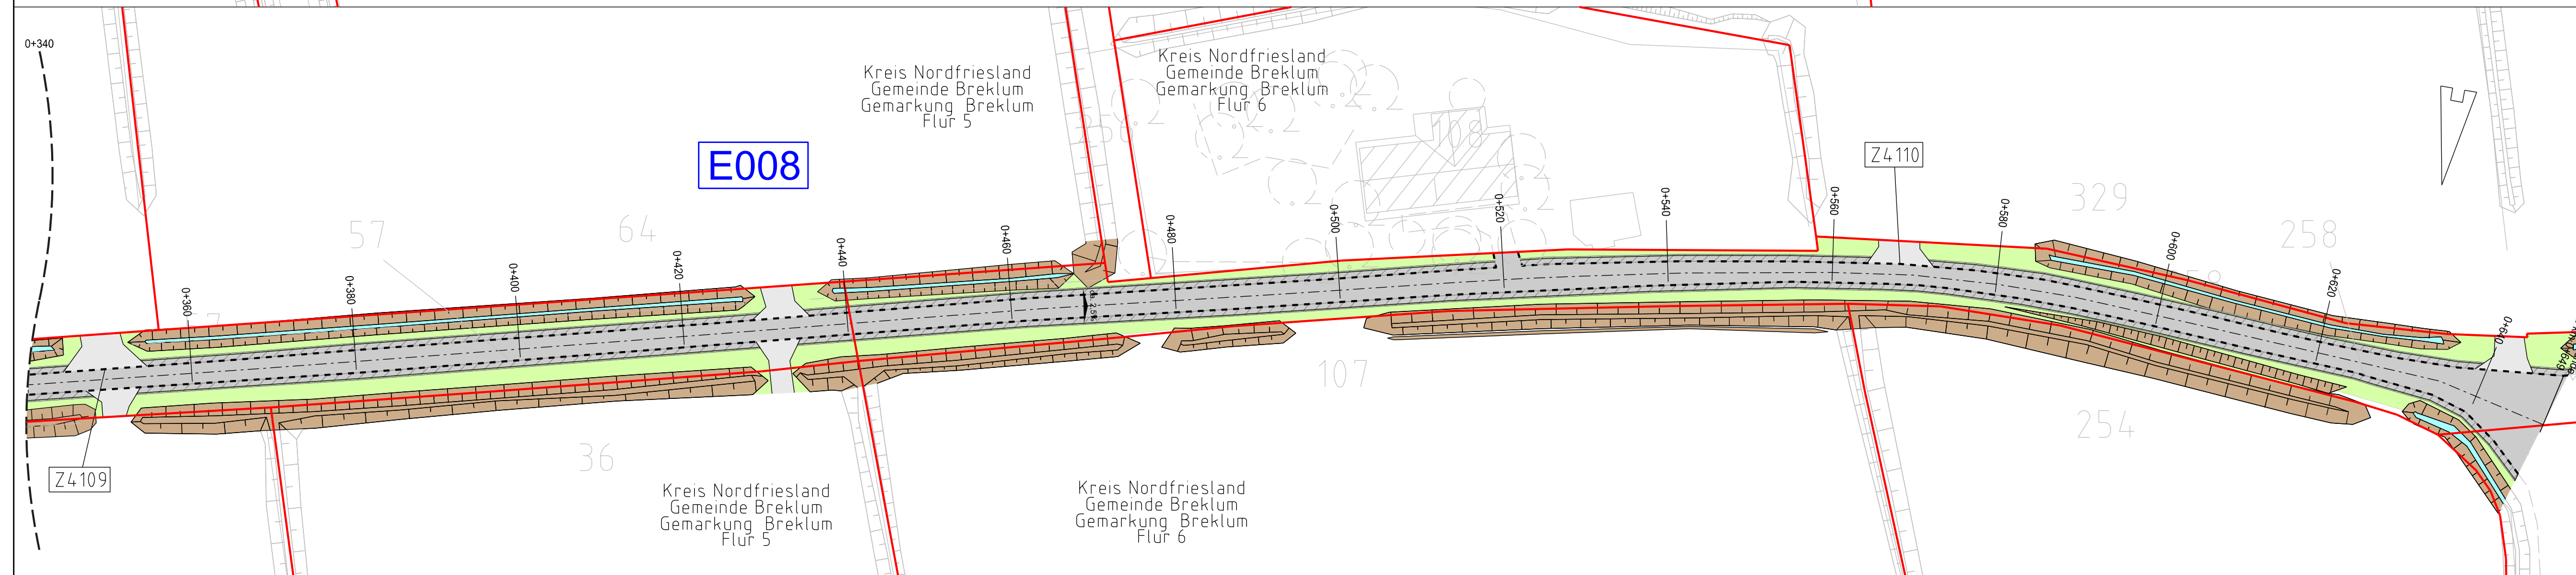 0+340
Kreis Nordfriesland
Gemeinde Breklum
Gemarkung Breklum
Flur 5
Kreis Nordfriesland
Gemeinde Breklum
Gemarkung Breklum
Flur 6
E008
108
Z4110
329
258
57
64
0+360
0+380
0+400
0+420
0+440
0+460
0+480
0+500
0+520
0+540
0+560
0+580
0+600
0+620
0+640
107
254
36
Z4109
Kreis Nordfriesland
Gemeinde Breklum
Gemarkung Breklum
Flur 5
Kreis Nordfriesland
Gemeinde Breklum
Gemarkung Breklum
Flur 6